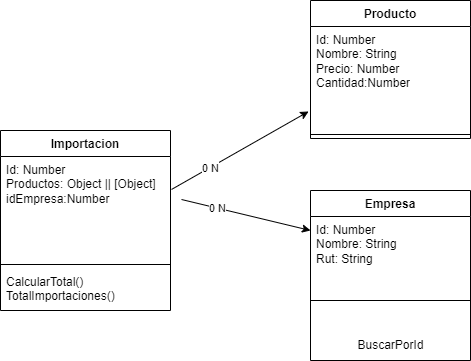 Producto
Id: Number
Nombre: String
Precio: Number
Cantidad:Number
Importacion
Id: Number
Productos: Object || [Object]
idEmpresa:Number
CalcularTotal()
TotalImportaciones()
0 N
0 N
Empresa
Id: Number
Nombre: String
Rut: String
BuscarPorId